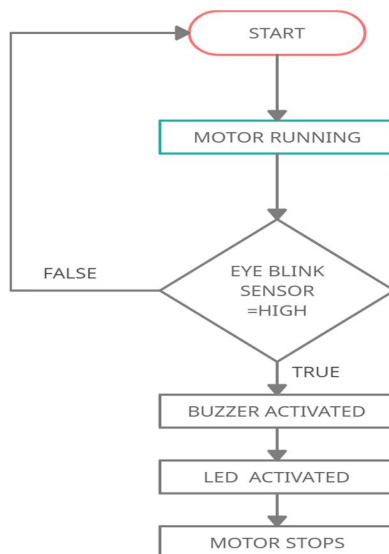 START
MOTOR RUNNING
EYE BLINK
SENSOR
=HIGH
FALSE
TRUE
BUZZER ACTIVATED
LED ACTIVATED
MOTOR STOPS